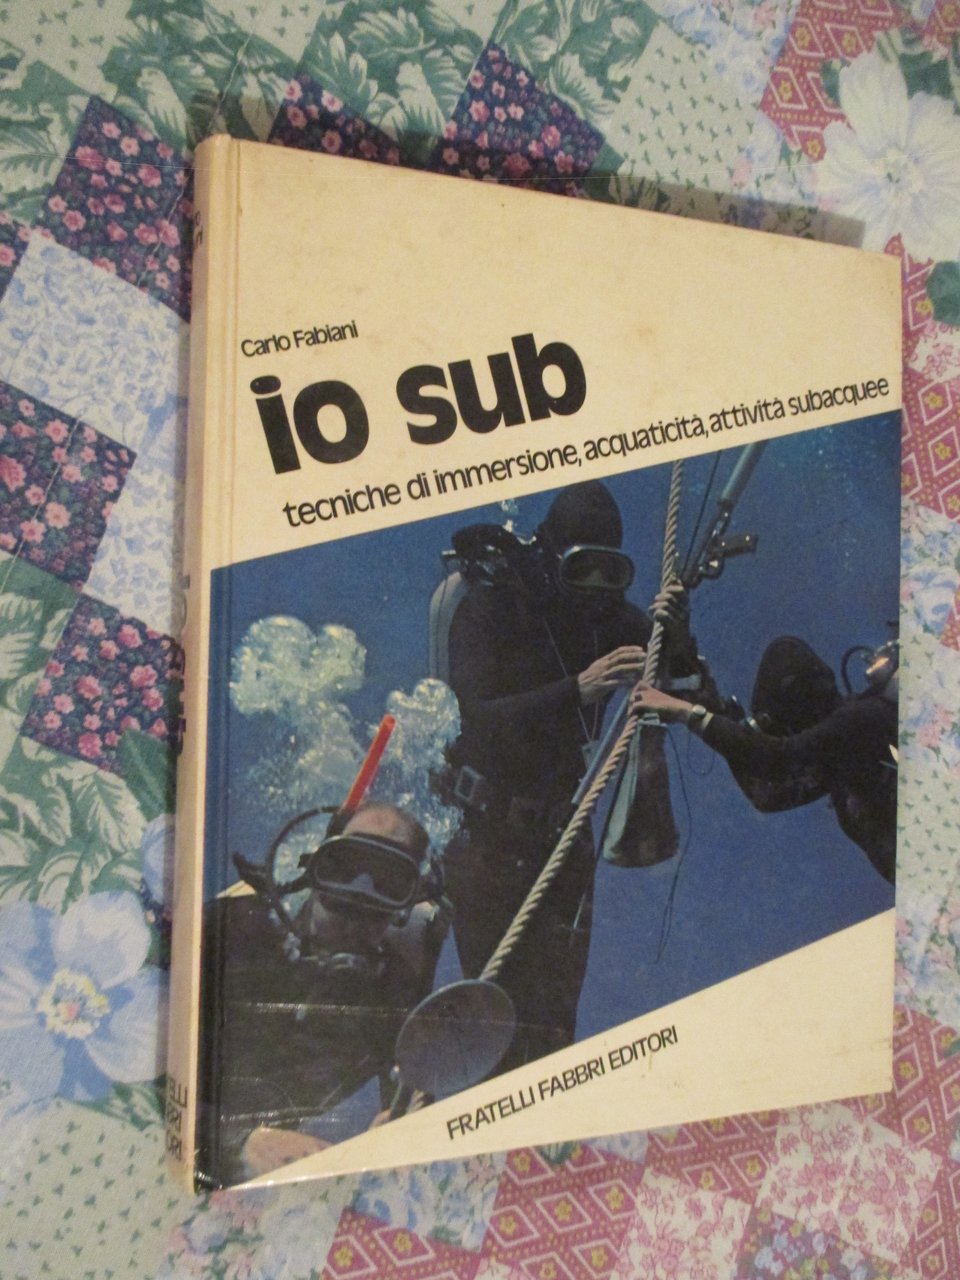 Carlo Fabiani
io sub
tecniche di immersione, acquaticità, attività subacquee
FRATELLI FABBRI EDITORI